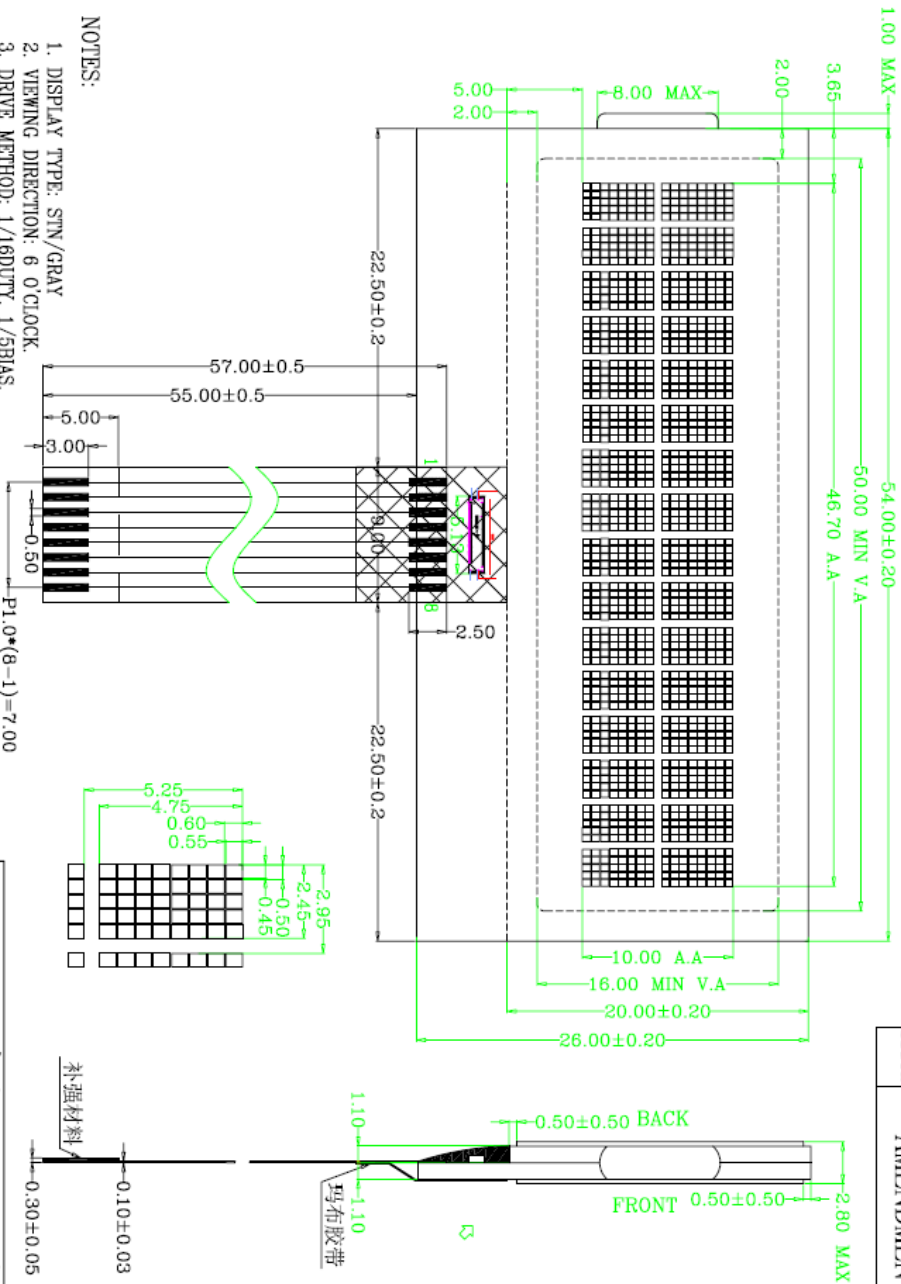 1.00 MAX
3.65
2.00
8.00 MAX
5.00
2.00
54.00±0.20
50.00 MIN V.A
46.70 A.A
10.00 A.A
16.00 MIN V.A
20.00±0.20
26.00±0.20
22.50±0.2
9.00
22.50±0.2
57.00±0.5
55.00±0.5
5.00
3.00
0.50
P1.0*(8-1)=7.00
1
8
2.50
5.25
4.75
0.60
0.55
0.45
0.50
2.45
2.95
0.50±0.50
BACK
FRONT
0.50±0.50
2.80 MAX
1.10
1.10
玛布胶带
补强材料
0.10±0.03
0.30±0.05
NOTES:
1. DISPLAY TYPE: STN/GRAY
2. VIEWING DIRECTION: 6 O'CLOCK.
3. DRIVE METHOD: 1/16DUTY, 1/5BIAS.